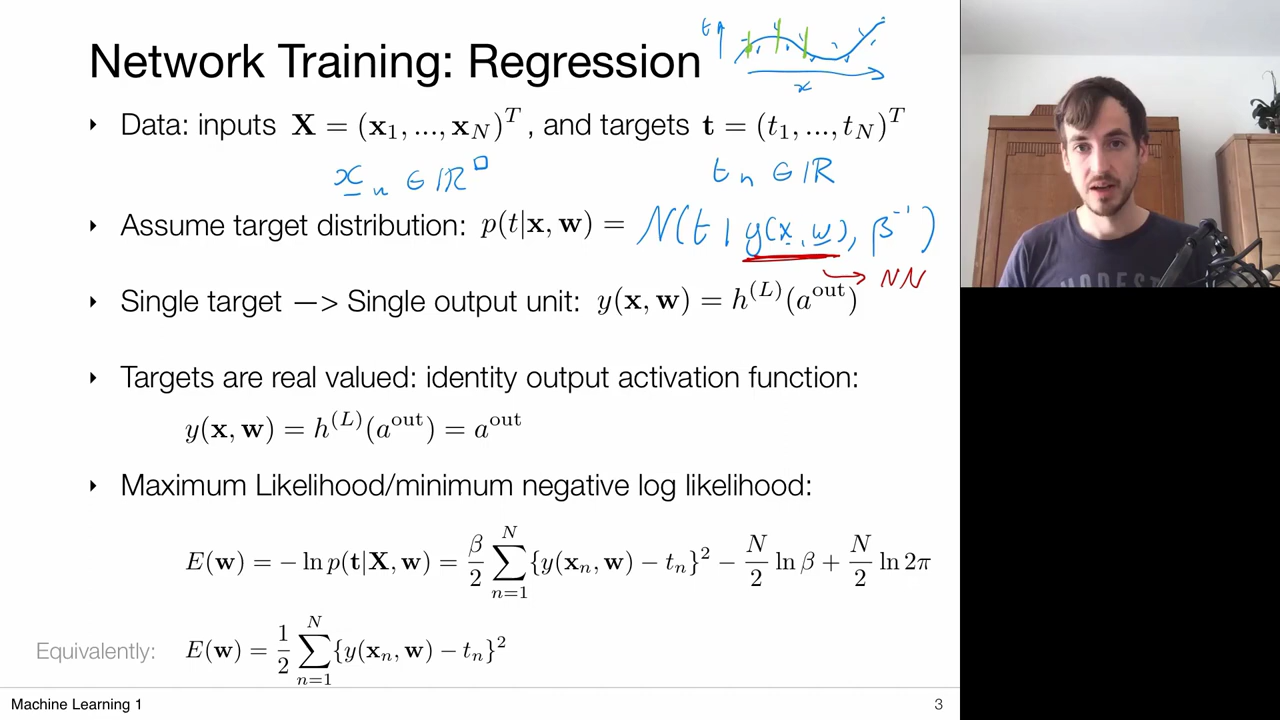 Network Training: Regression
t
x
‣ Data: inputs X = (x₁, ..., x_N)ᵀ, and targets t = (t₁, ..., t_N)ᵀ
x_n ∈ ℝᴰ
t_n ∈ ℝ
‣ Assume target distribution: p(t|x, w) = N(t | y(x, w), β⁻¹)
→ NN
‣ Single target —> Single output unit: y(x, w) = h^(L)(a^out)
‣ Targets are real valued: identity output activation function:
y(x, w) = h^(L)(a^out) = a^out
‣ Maximum Likelihood/minimum negative log likelihood:
E(w) = − ln p(t|X, w) = β/2 ∑_{n=1}^{N} {y(x_n, w) − t_n}² − N/2 ln β + N/2 ln 2π
Equivalently: E(w) = 1/2 ∑_{n=1}^{N} {y(x_n, w) − t_n}²
Machine Learning 1
3